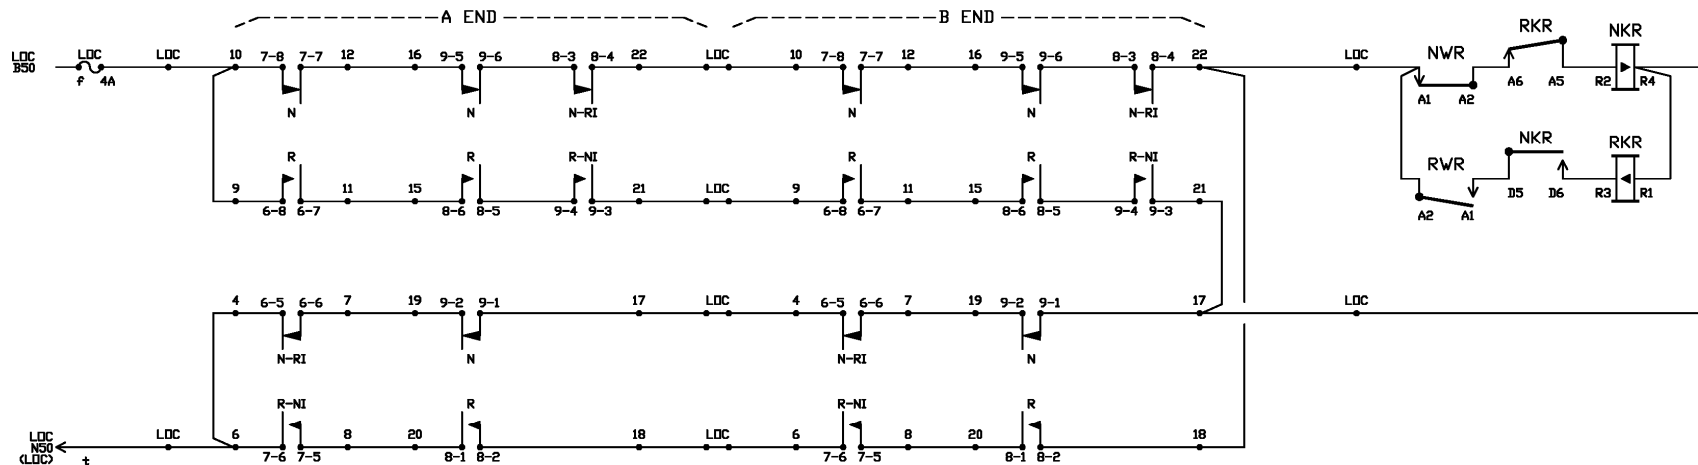 A END B END
RKR NKR
LOC LOC LOC 10 7-8 7-7 12 16 9-5 9-6 8-3 8-4 22 LOC 10 7-8 7-7 12 16 9-5 9-6 8-3 8-4 22 LOC NWR
B50
f 4A A6 A5 R2 R4
A1 A2
N N N-RI N N N-RI
NKR RKR
R R R-NI R R R-NI RWR
9 11 15 21 LOC 9 11 15 21 D5 D6 R3 R1
6-8 6-7 8-6 8-5 9-4 9-3 6-8 6-7 8-6 8-5 9-4 9-3 A2 A1
4 6-5 6-6 7 19 9-2 9-1 17 LOC 4 6-5 6-6 7 19 9-2 9-1 17 LOC
N-RI N N-RI N
R-NI R R-NI R
LOC LOC 6 8 20 18 LOC 6 8 20 18
N50
(LOC) t 7-6 7-5 8-1 8-2 7-6 7-5 8-1 8-2